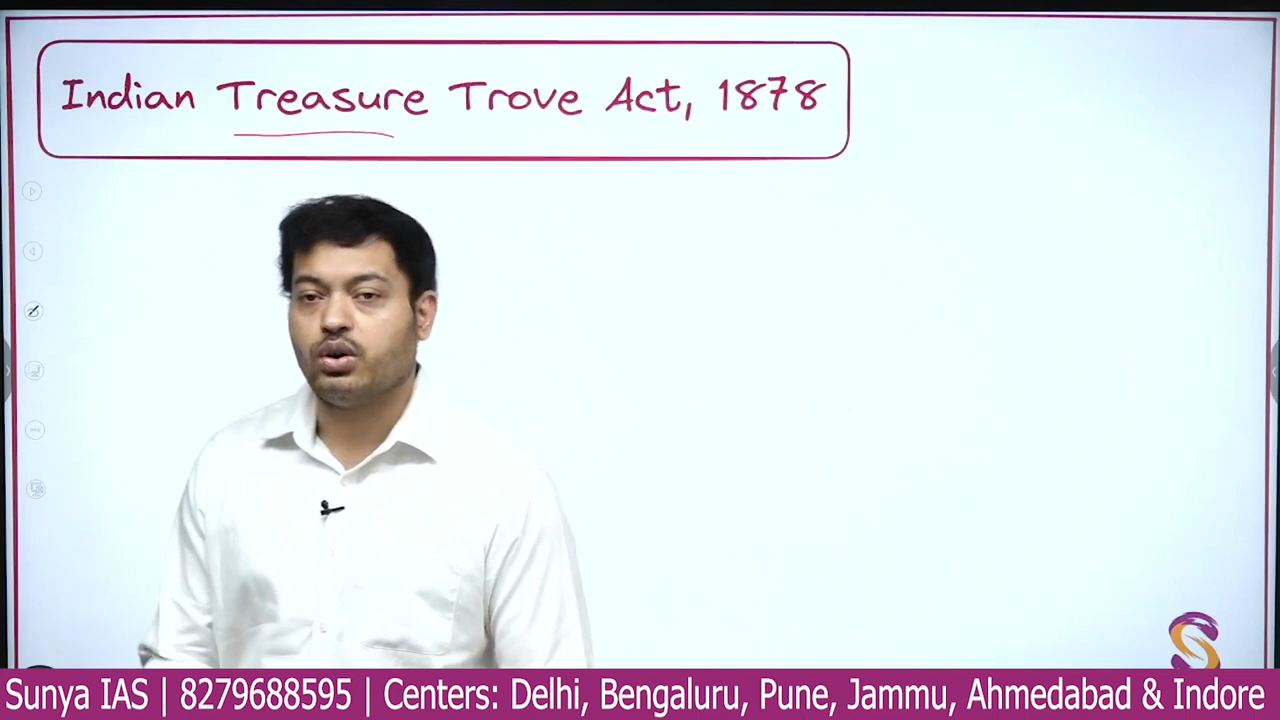 Indian Treasure Trove Act, 1878
Sunya IAS | 8279688595 | Centers: Delhi, Bengaluru, Pune, Jammu, Ahmedabad & Indore